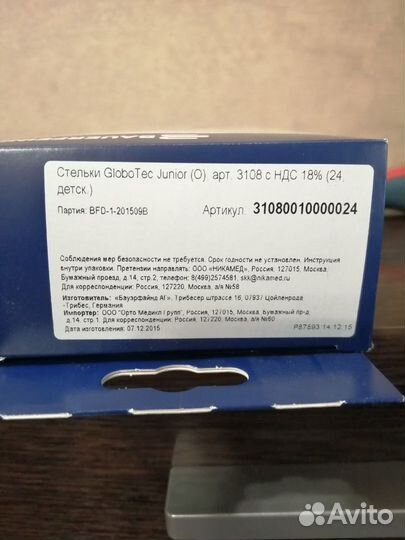 Стельки GloboTec Junior (O). арт. 3108 с НДС 18% (24, детск.)
Партия: BFD-1-201509B
Артикул: 31080010000024
Соблюдения мер безопасности не требуется. Срок годности не установлен. Инструкция
внутри упаковки. Претензии направлять: ООО «НИКАМЕД», Россия, 127015, Москва,
Бумажный проезд, д.14, стр.2, телефон: 8(499)2574581, skk@nikamed.ru
Для корреспонденции: Россия, 127220, Москва, а/я №58
Изготовитель: «Бауэрфайнд АГ», Трибесер штрассе 16, 07937 Цойленрода
-Трибес, Германия
Импортер: ООО "Орто Медикл Групп", Россия, 127015, Москва, Бумажный пр-д,
д.14, стр.1. Для корреспонденции: Россия, 127220, Москва, а/я №60
Дата изготовления: 07.12.2015
P87593/14.12.15
Avito